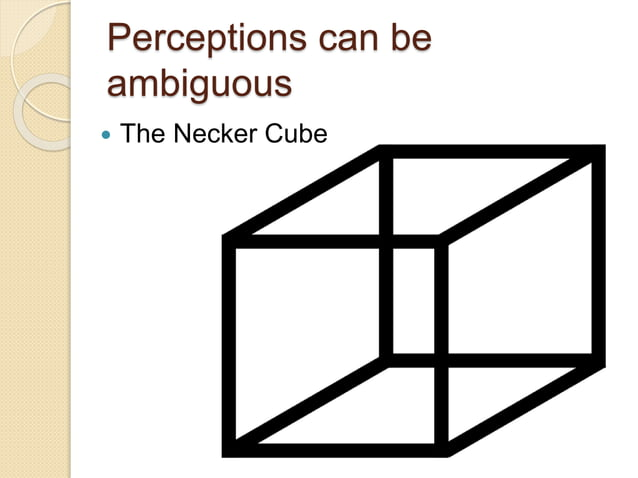 Perceptions can be
ambiguous
The Necker Cube